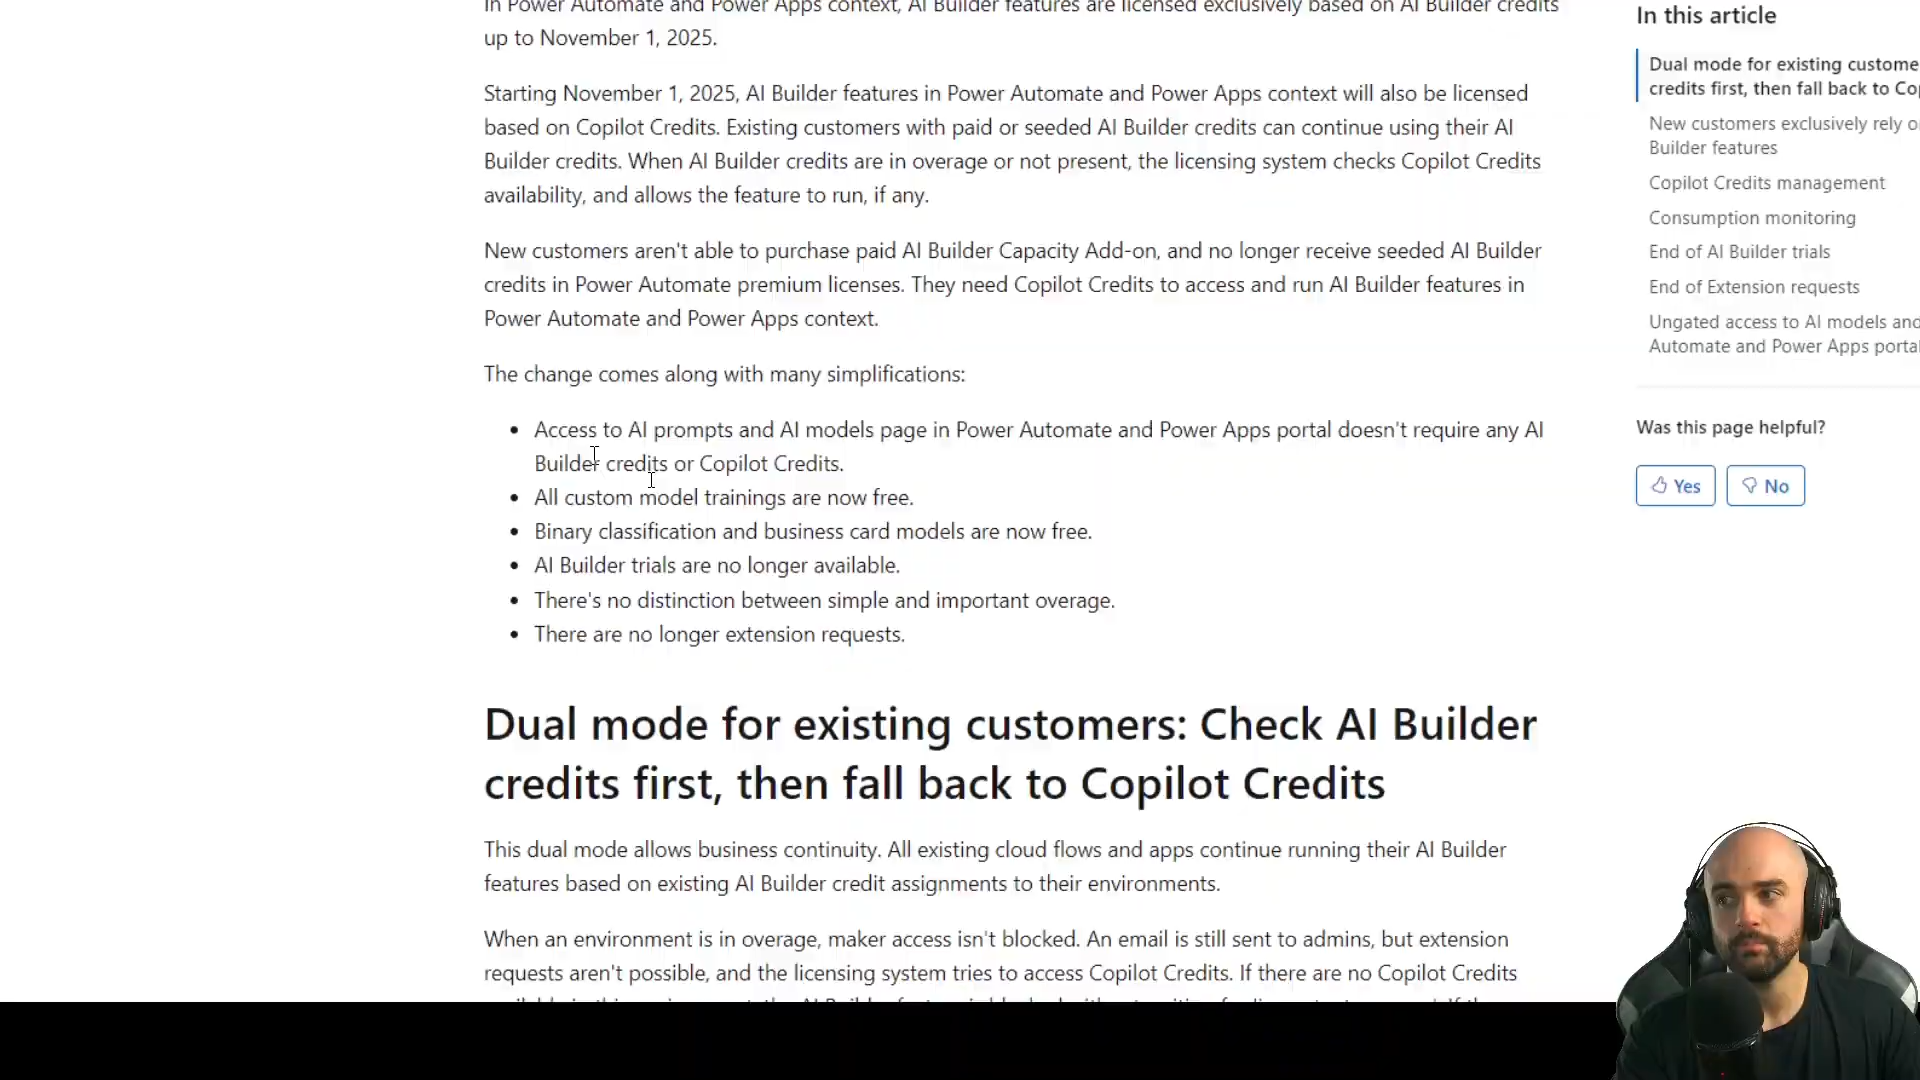 In Power Automate and Power Apps context, AI Builder features are licensed exclusively based on AI Builder credits
up to November 1, 2025.
Starting November 1, 2025, AI Builder features in Power Automate and Power Apps context will also be licensed
based on Copilot Credits. Existing customers with paid or seeded AI Builder credits can continue using their AI
Builder credits. When AI Builder credits are in overage or not present, the licensing system checks Copilot Credits
availability, and allows the feature to run, if any.
New customers aren't able to purchase paid AI Builder Capacity Add-on, and no longer receive seeded AI Builder
credits in Power Automate premium licenses. They need Copilot Credits to access and run AI Builder features in
Power Automate and Power Apps context.
The change comes along with many simplifications:
• Access to AI prompts and AI models page in Power Automate and Power Apps portal doesn't require any AI
Builder credits or Copilot Credits.
• All custom model trainings are now free.
• Binary classification and business card models are now free.
• AI Builder trials are no longer available.
• There's no distinction between simple and important overage.
• There are no longer extension requests.
Dual mode for existing customers: Check AI Builder
credits first, then fall back to Copilot Credits
This dual mode allows business continuity. All existing cloud flows and apps continue running their AI Builder
features based on existing AI Builder credit assignments to their environments.
When an environment is in overage, maker access isn't blocked. An email is still sent to admins, but extension
requests aren't possible, and the licensing system tries to access Copilot Credits. If there are no Copilot Credits
In this article
Dual mode for existing custome
credits first, then fall back to Co
New customers exclusively rely o
Builder features
Copilot Credits management
Consumption monitoring
End of AI Builder trials
End of Extension requests
Ungated access to AI models and
Automate and Power Apps porta
Was this page helpful?
Yes
No